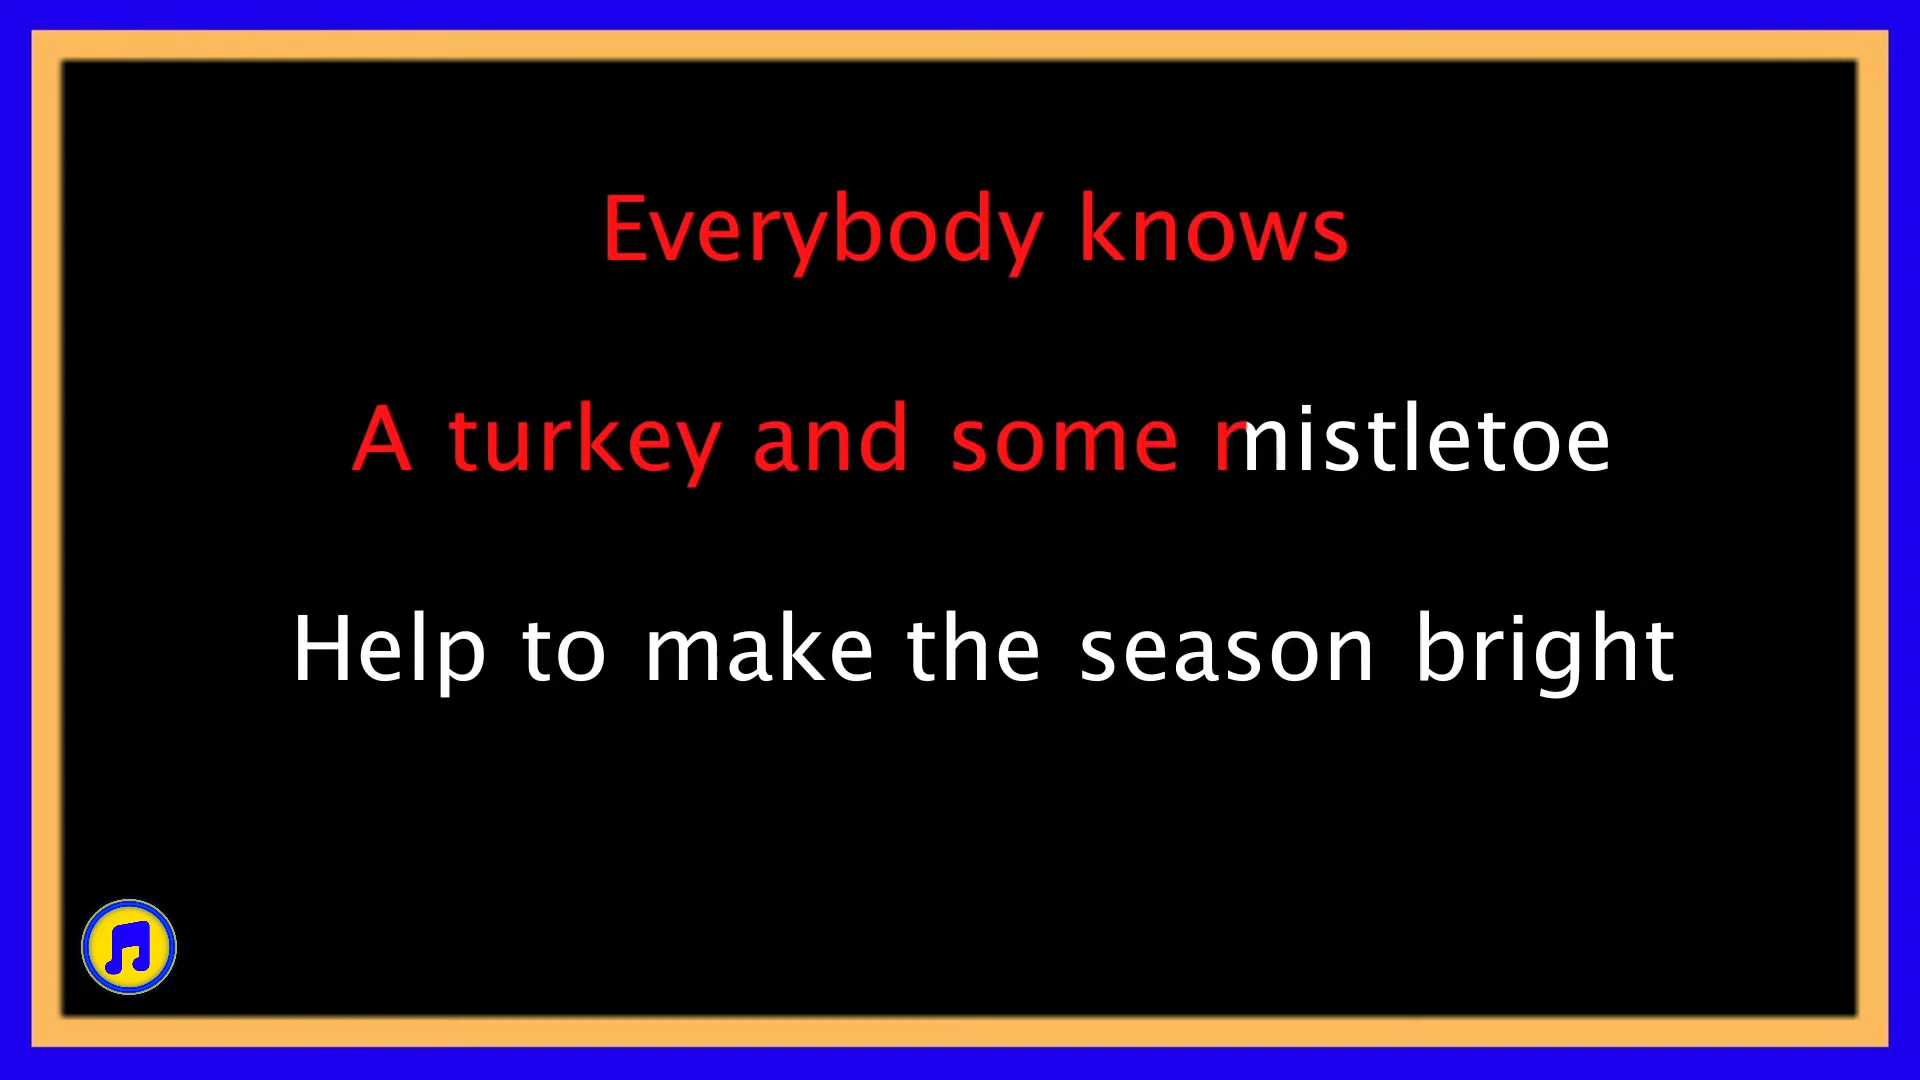 Everybody knows
A turkey and some mistletoe
Help to make the season bright